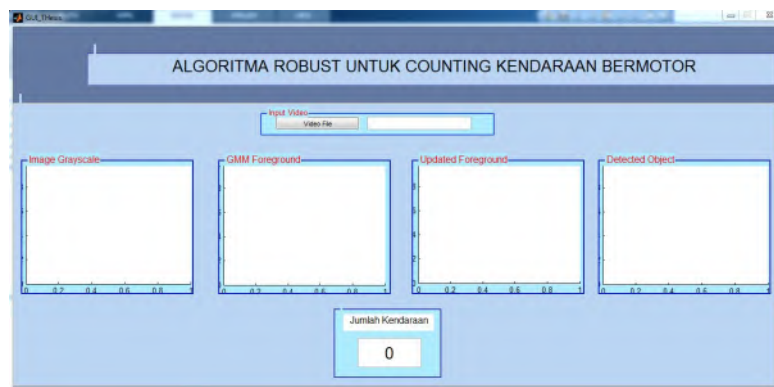 GUI_THesis
ALGORITMA ROBUST UNTUK COUNTING KENDARAAN BERMOTOR
Input Video
Video File
Image Grayscale
GMM Foreground
Updated Foreground
Detected Object
0 0.2 0.4 0.6 0.8 1
0 0.2 0.4 0.6 0.8 1
0 0.2 0.4 0.6 0.8 1
0 0.2 0.4 0.6 0.8 1
Jumlah Kendaraan
0